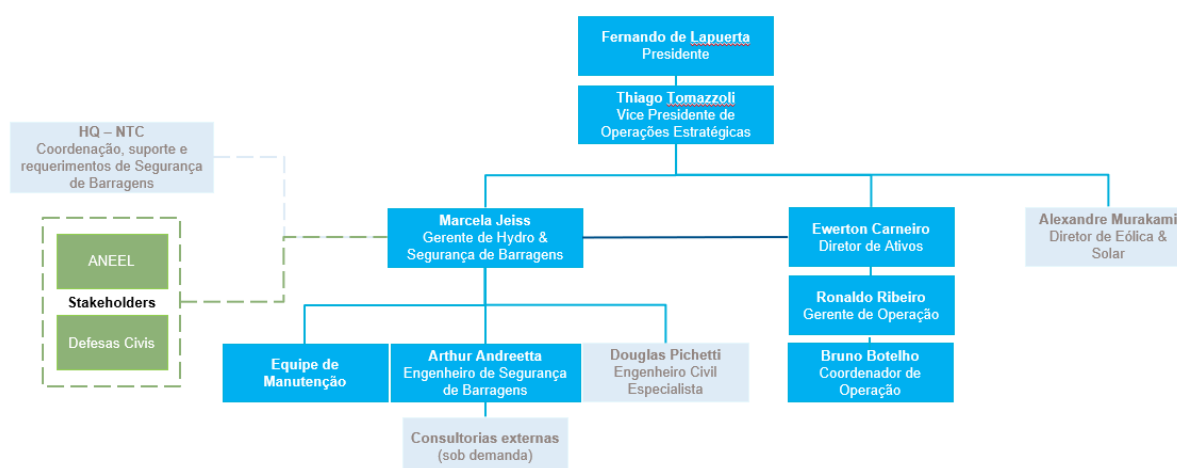 Fernando de Lapuerta
Presidente
Thiago Tomazzoli
Vice Presidente de
Operações Estratégicas
HQ – NTC
Coordenação, suporte e
requerimentos de Segurança
de Barragens
Marcela Jeiss
Gerente de Hydro &
Segurança de Barragens
Ewerton Carneiro
Diretor de Ativos
Alexandre Murakami
Diretor de Eólica &
Solar
ANEEL
Stakeholders
Defesas Civis
Ronaldo Ribeiro
Gerente de Operação
Equipe de
Manutenção
Arthur Andreetta
Engenheiro de Segurança
de Barragens
Douglas Pichetti
Engenheiro Civil
Especialista
Bruno Botelho
Coordenador de
Operação
Consultorias externas
(sob demanda)